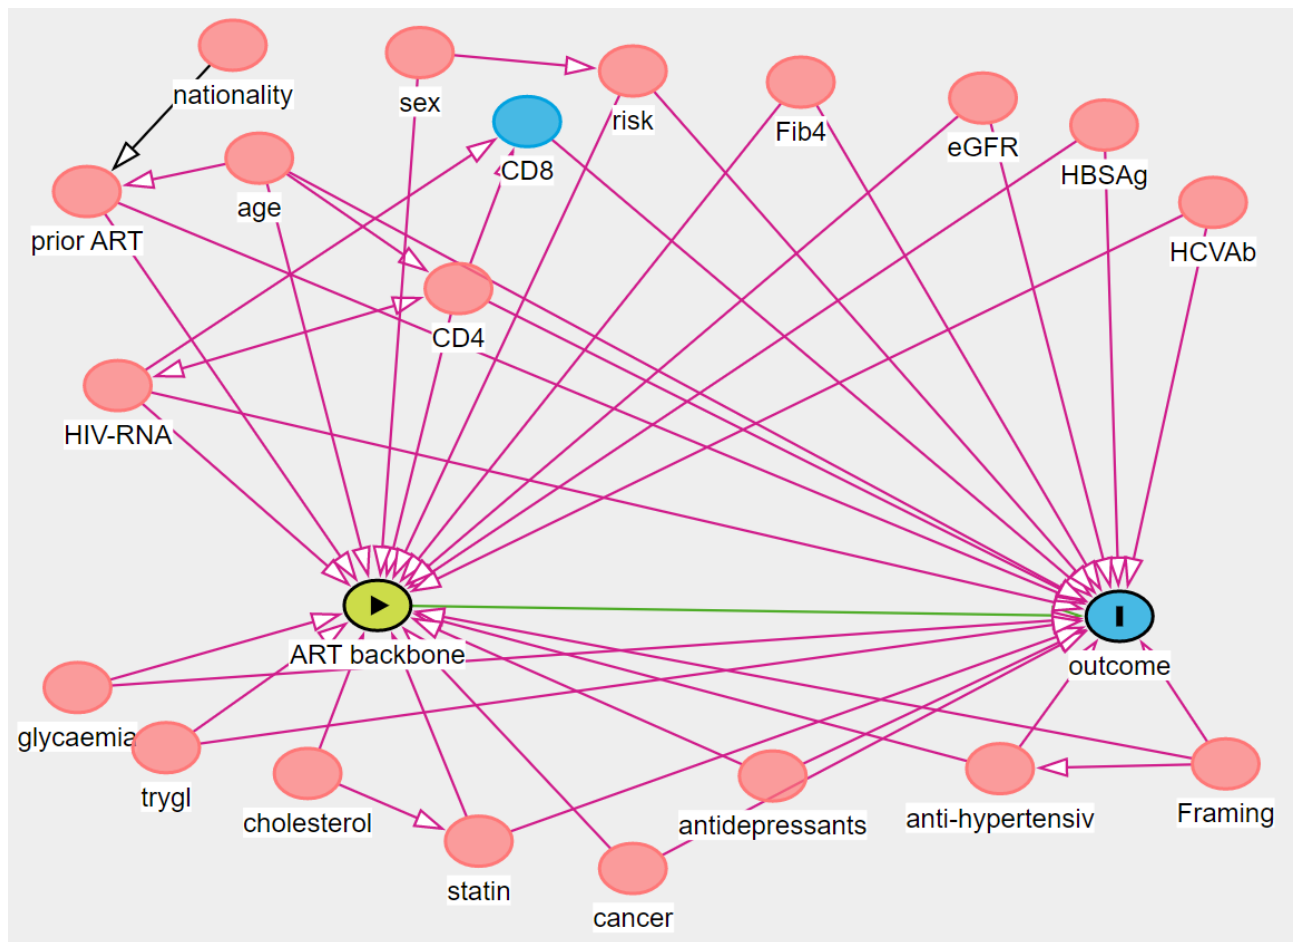 nationality
sex
risk
Fib4
eGFR
HBSAg
CD8
prior ART
age
HCVAb
CD4
HIV-RNA
ART backbone
outcome
glycaemia
trygl
cholesterol
statin
cancer
antidepressants
anti-hypertensiv
Framing